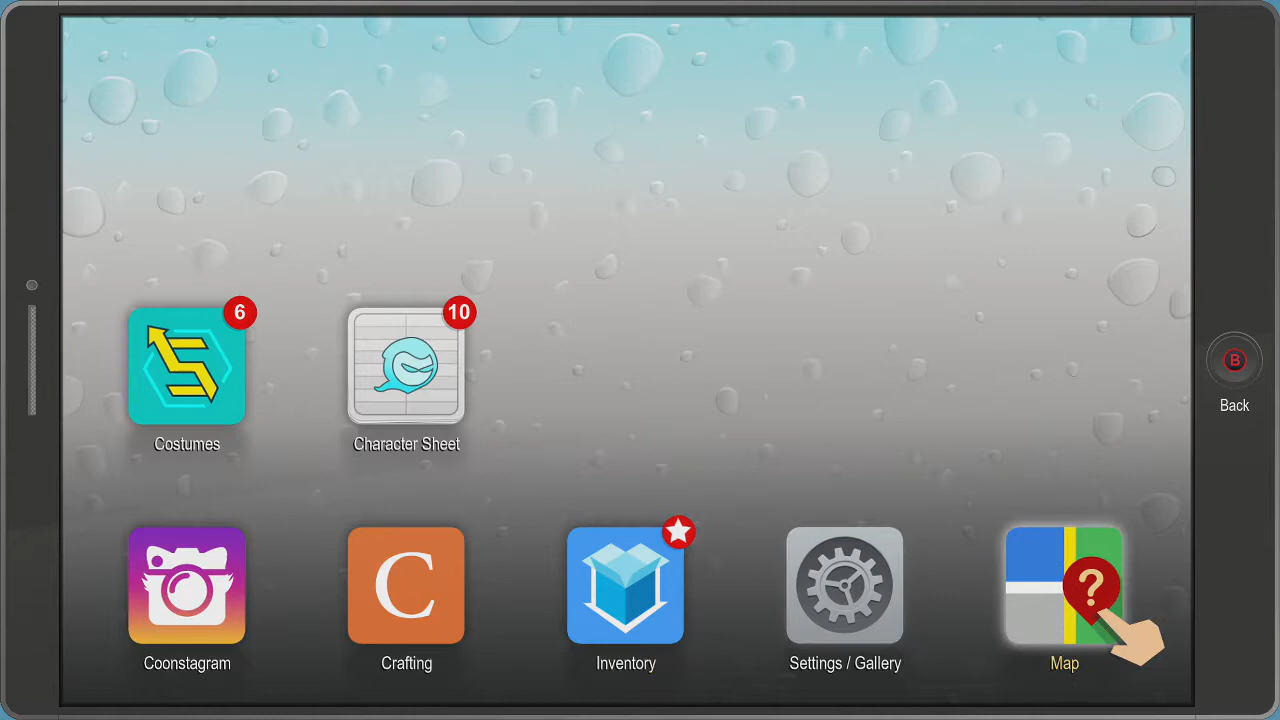 6
10
Costumes
Character Sheet
B
Back
C
?
Coonstagram
Crafting
Inventory
Settings / Gallery
Map